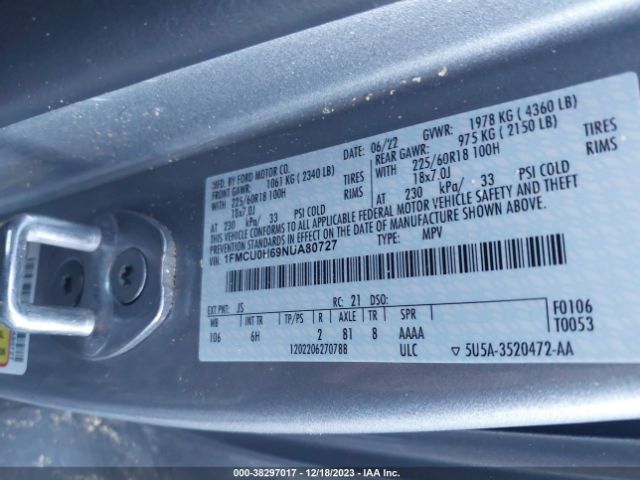 MFD. BY FORD MOTOR CO. DATE: 06/22 GVWR: 1978 KG ( 4360 LB)
FRONT GAWR: 1061 KG ( 2340 LB) REAR GAWR: 975 KG ( 2150 LB)
WITH 225/60R18 100H TIRES WITH 225/60R18 100H TIRES
18x7.0J RIMS 18x7.0J RIMS
AT 230 kPa/ 33 PSI COLD AT 230 kPa/ 33 PSI COLD
THIS VEHICLE CONFORMS TO ALL APPLICABLE FEDERAL MOTOR VEHICLE SAFETY AND THEFT
PREVENTION STANDARDS IN EFFECT ON THE DATE OF MANUFACTURE SHOWN ABOVE.
VIN: 1FMCU0H69NUA80727 TYPE: MPV
EXT PNT: JS RC: 21 DSO: F0106
WB INT TR TP/PS R AXLE TR SPR T0053
106 6H 2 81 8 AAAA
1202206270788 ULC ▽ 5U5A-3520472-AA
000-38297017 - 12/18/2023 - IAA Inc.